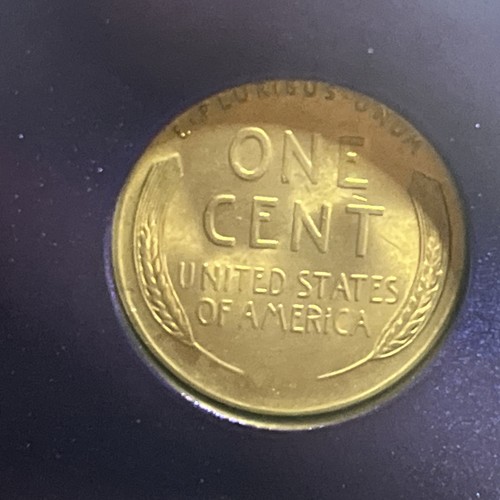 E·PLURIBUS·UNUM
ONE
CENT
UNITED STATES
OF AMERICA